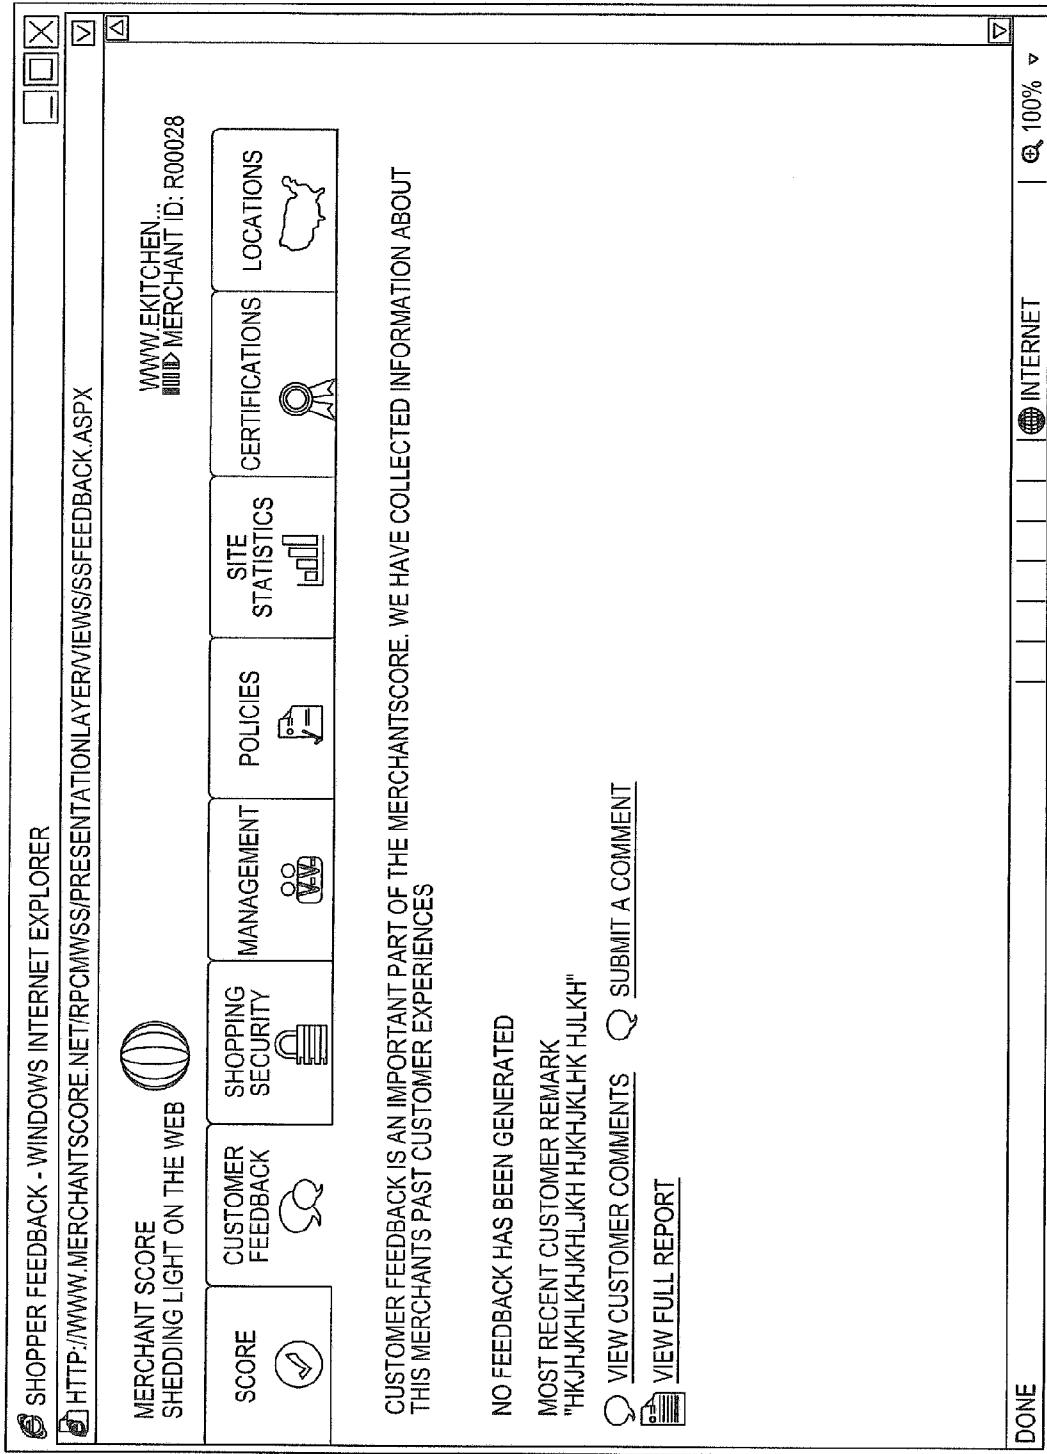 SHOPPER FEEDBACK - WINDOWS INTERNET EXPLORER
HTTP://WWW.MERCHANTSCORE.NET/RPCMWSS/PRESENTATIONLAYER/VIEWS/SSFEEDBACK.ASPX
MERCHANT SCORE
SHEDDING LIGHT ON THE WEB
WWW.EKITCHEN...
MERCHANT ID: R00028
SCORE
CUSTOMER
FEEDBACK
SHOPPING
SECURITY
MANAGEMENT
POLICIES
SITE
STATISTICS
CERTIFICATIONS
LOCATIONS
CUSTOMER FEEDBACK IS AN IMPORTANT PART OF THE MERCHANTSCORE. WE HAVE COLLECTED INFORMATION ABOUT
THIS MERCHANTS PAST CUSTOMER EXPERIENCES
NO FEEDBACK HAS BEEN GENERATED
MOST RECENT CUSTOMER REMARK
"HKJHJKHLKHJKHLJKH HJKHJKLHK HJLKH"
VIEW CUSTOMER COMMENTS
SUBMIT A COMMENT
VIEW FULL REPORT
DONE
INTERNET
100%